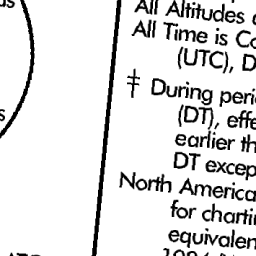 All Altitudes
All Time is Co
(UTC), D
‡ During peri
(DT), effe
earlier th
DT excep
North America
for charti
equivalen